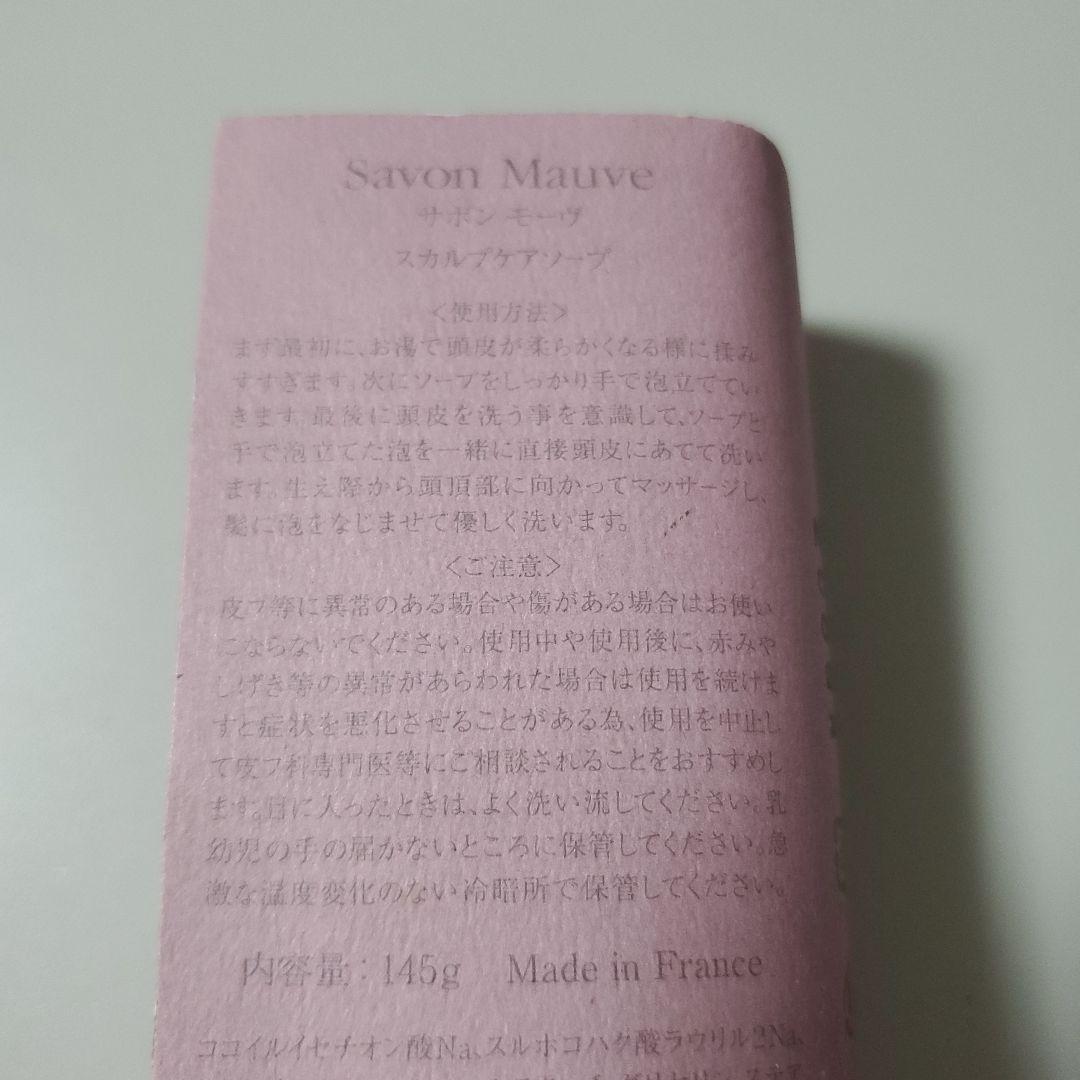 Savon Mauve
サボン モーヴ
スカルプケアソープ
＜使用方法＞
まず最初に、お湯で頭皮が柔らかくなる様に揉み
すすぎます。次にソープをしっかり手で泡立てでてい
きます。最後に頭皮を洗う事を意識して、ソープと
手で泡立てた泡を一緒に直接頭皮にあてて洗い
ます。生え際から頭頂部に向かってマッサージし、
髪に泡をなじませて優しく洗います。
＜ご注意＞
皮フ等に異常のある場合や傷がある場合はお使い
にならないでください。使用中や使用後に、赤みや
しげき等の異常があらわれた場合は使用を続けま
すと症状を悪化させることがある為、使用を中止し
て皮フ科専門医等にご相談されることをおすすめし
ます。目に入ったときは、よく洗い流してください。乳
幼児の手の届かないところに保管してください。急
激な温度変化のない冷暗所で保管してください。
内容量：145g Made in France
ココイルイセチオン酸Na、スルホコハク酸ラウリル2Na、